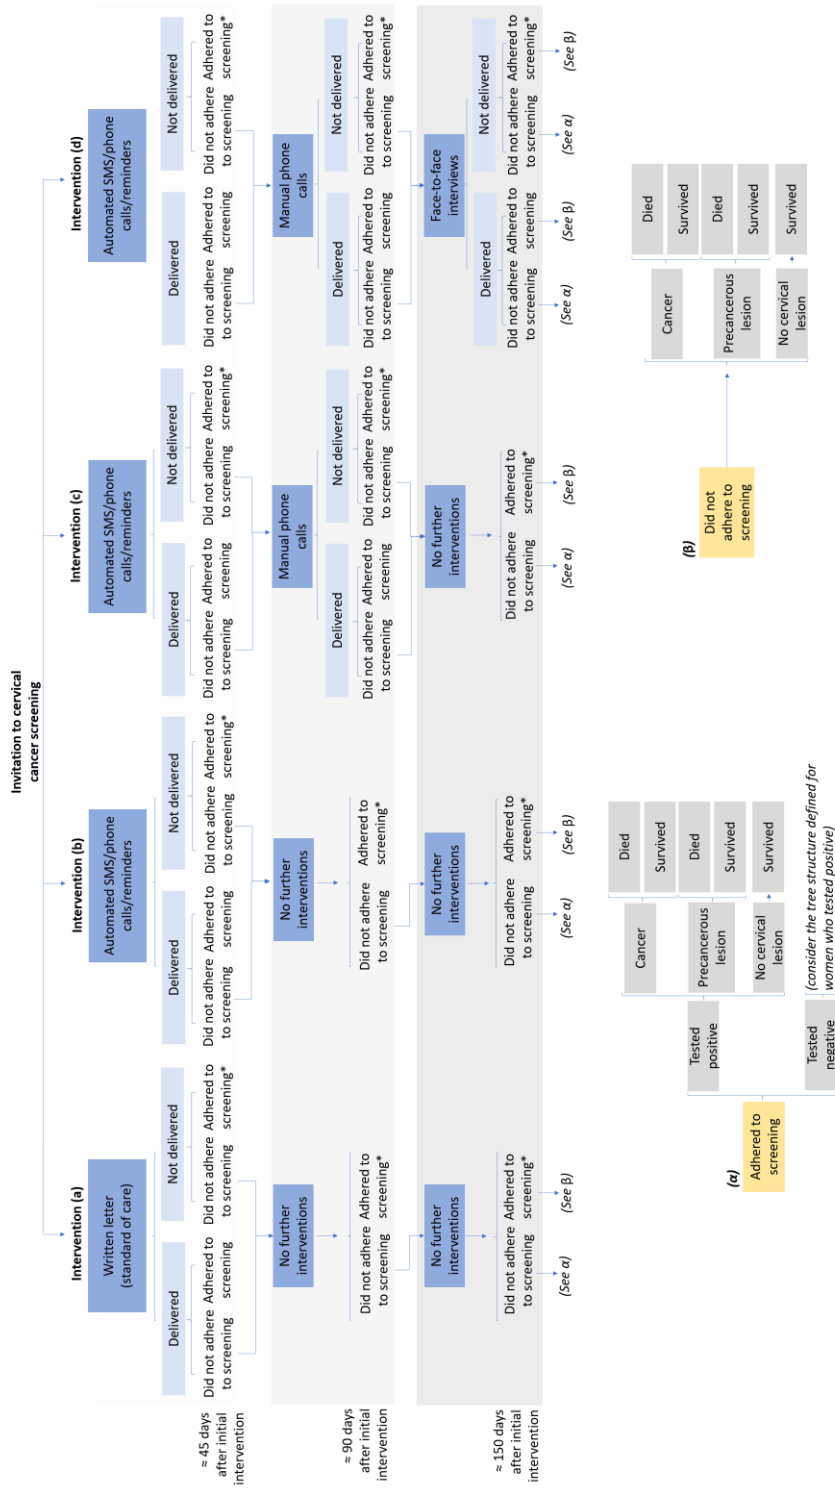 Invitation to cervical
cancer screening
Intervention (a)
Intervention (b)
Intervention (c)
Intervention (d)
Written letter
(standard of care)
Automated SMS/phone
calls/reminders
Automated SMS/phone
calls/reminders
Automated SMS/phone
calls/reminders
Delivered
Not delivered
Delivered
Not delivered
Delivered
Not delivered
Delivered
Not delivered
≈ 45 days
after initial
intervention
Did not adhere
to screening
Adhered to
screening
Did not adhere
to screening
Adhered to
screening*
Did not adhere
to screening
Adhered to
screening
Did not adhere
to screening
Adhered to
screening*
Did not adhere
to screening
Adhered to
screening
Did not adhere
to screening
Adhered to
screening*
Did not adhere
to screening
Adhered to
screening
Did not adhere
to screening
Adhered to
screening*
≈ 90 days
after initial
intervention
No further
interventions
No further
interventions
Manual phone
calls
Manual phone
calls
Delivered
Not delivered
Delivered
Not delivered
Did not adhere
to screening
Adhered to
screening*
Did not adhere
to screening
Adhered to
screening*
Did not adhere
to screening
Adhered to
screening
Did not adhere
to screening
Adhered to
screening*
Did not adhere
to screening
Adhered to
screening
Did not adhere
to screening
Adhered to
screening*
≈ 150 days
after initial
intervention
No further
interventions
No further
interventions
No further
interventions
Face-to-face
interviews
Delivered
Not delivered
Did not adhere
to screening
Adhered to
screening*
Did not adhere
to screening
Adhered to
screening*
Did not adhere
to screening
Adhered to
screening*
Did not adhere
to screening
Adhered to
screening
Did not adhere
to screening
Adhered to
screening*
(See α)
(See β)
(See α)
(See β)
(See α)
(See β)
(See α)
(See β)
(See α)
(See β)
(α)
Adhered to
screening
Tested
positive
Cancer
Died
Survived
Precancerous
lesion
Died
Survived
No cervical
lesion
Survived
Tested
negative
(consider the tree structure defined for
women who tested positive)
(β)
Did not
adhere to
screening
Cancer
Died
Survived
Precancerous
lesion
Died
Survived
No cervical
lesion
Survived